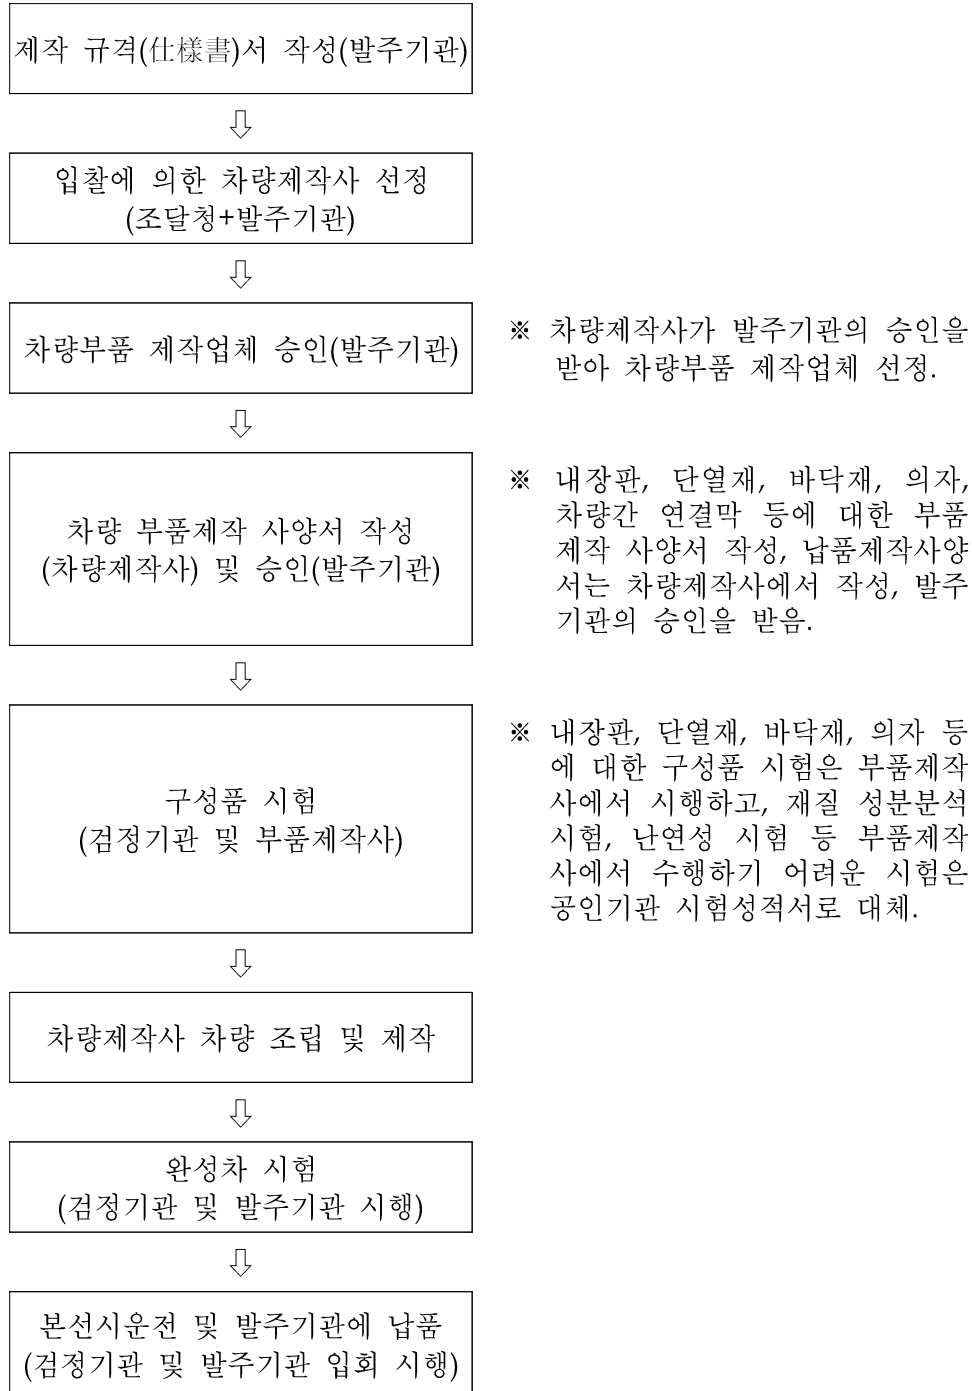 제작 규격(仕樣書)서 작성(발주기관)
⇩
입찰에 의한 차량제작사 선정
(조달청+발주기관)
⇩
차량부품 제작업체 승인(발주기관)
※ 차량제작사가 발주기관의 승인을
받아 차량부품 제작업체 선정.
⇩
차량 부품제작 사양서 작성
(차량제작사) 및 승인(발주기관)
※ 내장판, 단열재, 바닥재, 의자,
차량간 연결막 등에 대한 부품
제작 사양서 작성, 납품제작사양
서는 차량제작사에서 작성, 발주
기관의 승인을 받음.
⇩
구성품 시험
(검정기관 및 부품제작사)
※ 내장판, 단열재, 바닥재, 의자 등
에 대한 구성품 시험은 부품제작
사에서 시행하고, 재질 성분분석
시험, 난연성 시험 등 부품제작
사에서 수행하기 어려운 시험은
공인기관 시험성적서로 대체.
⇩
차량제작사 차량 조립 및 제작
⇩
완성차 시험
(검정기관 및 발주기관 시행)
⇩
본선시운전 및 발주기관에 납품
(검정기관 및 발주기관 입회 시행)